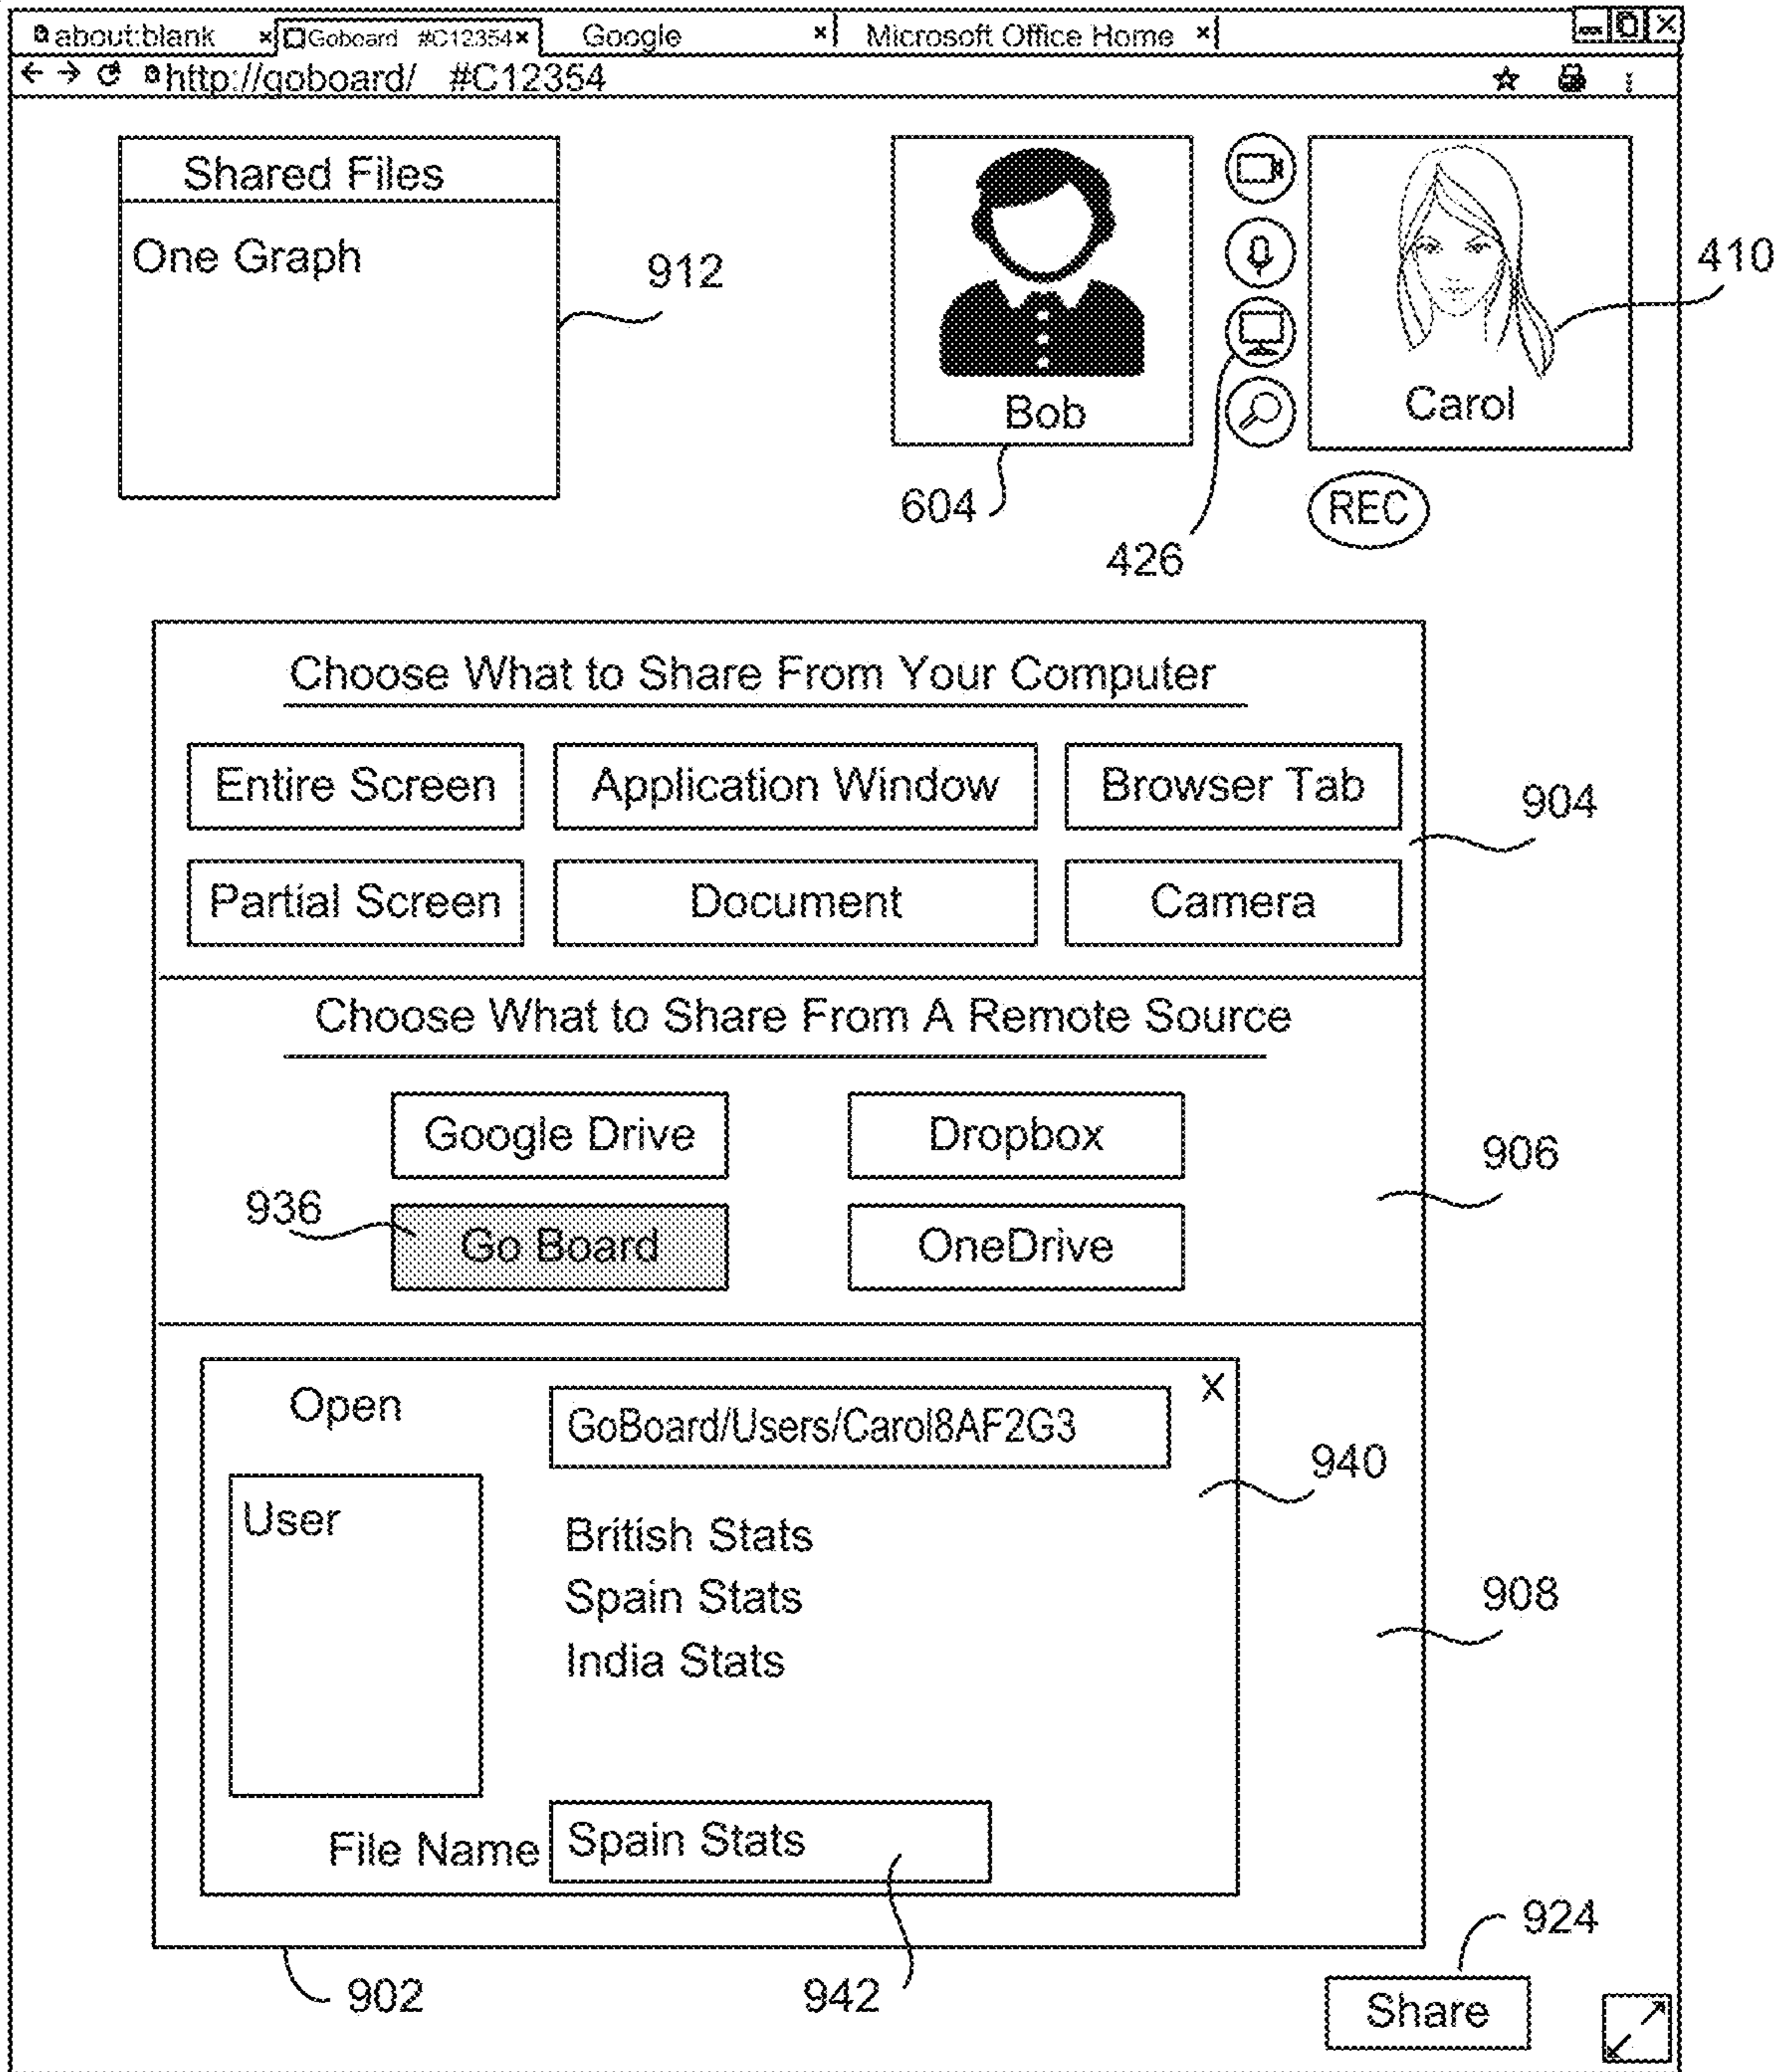 about:blank × Goboard #C12354 × Google × Microsoft Office Home ×
http://goboard/ #C12354
Shared Files
One Graph
912
Bob
604
426
Carol
410
REC
Choose What to Share From Your Computer
Entire Screen Application Window Browser Tab
904
Partial Screen Document Camera
Choose What to Share From A Remote Source
Google Drive Dropbox
906
936
Go Board OneDrive
Open GoBoard/Users/Carol8AF2G3 X
940
User
British Stats
Spain Stats
India Stats
908
File Name Spain Stats
924
902
942
Share